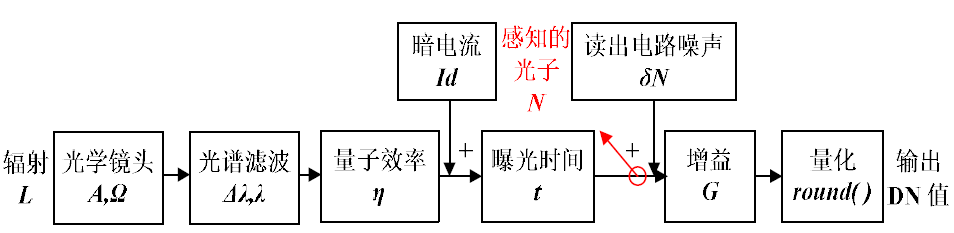 暗电流
Id
感知的
光子
N
读出电路噪声
δN
辐射
L
光学镜头
A,Ω
光谱滤波
Δλ,λ
量子效率
η
+
曝光时间
t
+
增益
G
量化
round( )
输出
DN 值